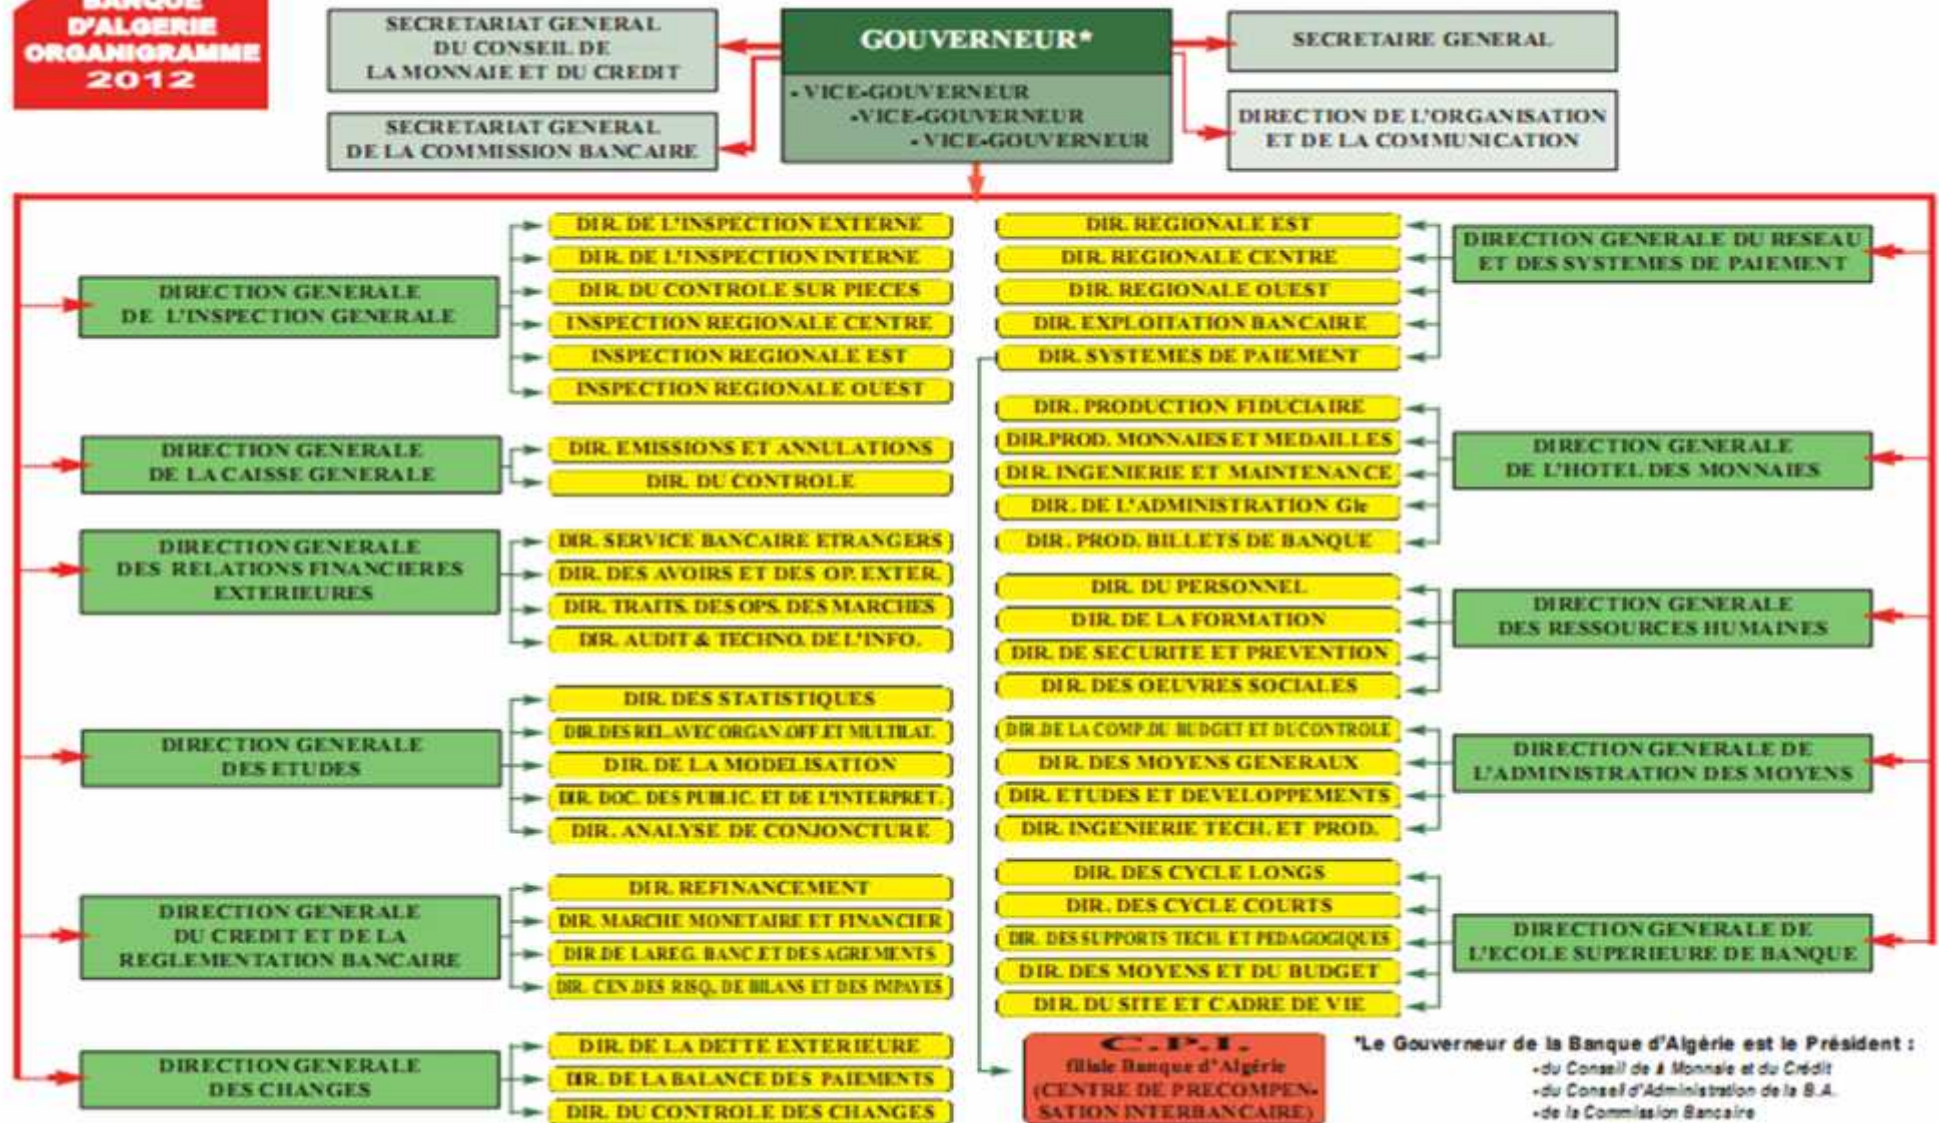 BANQUE
D'ALGERIE
ORGANIGRAMME
2012
SECRETARIAT GENERAL
DU CONSEIL DE
LA MONNAIE ET DU CREDIT
SECRETARIAT GENERAL
DE LA COMMISSION BANCAIRE
GOUVERNEUR*
- VICE-GOUVERNEUR
-VICE-GOUVERNEUR
- VICE-GOUVERNEUR
SECRETAIRE GENERAL
DIRECTION DE L'ORGANISATION
ET DE LA COMMUNICATION
DIRECTION GENERALE
DE L'INSPECTION GENERALE
DIR. DE L'INSPECTION EXTERNE
DIR. DE L'INSPECTION INTERNE
DIR. DU CONTROLE SUR PIECES
INSPECTION REGIONALE CENTRE
INSPECTION REGIONALE EST
INSPECTION REGIONALE OUEST
DIRECTION GENERALE
DE LA CAISSE GENERALE
DIR. EMISSIONS ET ANNULATIONS
DIR. DU CONTROLE
DIRECTION GENERALE
DES RELATIONS FINANCIERES
EXTERIEURES
DIR. SERVICE BANCAIRE ETRANGERS
DIR. DES AVOIRS ET DES OP. EXTER.
DIR. TRAITS. DES OPS. DES MARCHES
DIR. AUDIT & TECHNO. DE L'INFO.
DIRECTION GENERALE
DES ETUDES
DIR. DES STATISTIQUES
DIR.DES REL.AVEC ORGAN.OFF.ET MULTILAT.
DIR. DE LA MODELISATION
DIR. DOC. DES PUBLIC. ET DE L'INTERPRET.
DIR. ANALYSE DE CONJONCTURE
DIRECTION GENERALE
DU CREDIT ET DE LA
REGLEMENTATION BANCAIRE
DIR. REFINANCEMENT
DIR. MARCHE MONETAIRE ET FINANCIER
DIR.DE LA REG. BANC.ET DES AGREMENTS
DIR. CEN.DES RISQ. DE BILANS ET DES IMPAYES
DIRECTION GENERALE
DES CHANGES
DIR. DE LA DETTE EXTERIEURE
DIR. DE LA BALANCE DES PAIEMENTS
DIR. DU CONTROLE DES CHANGES
DIR. REGIONALE EST
DIR. REGIONALE CENTRE
DIR. REGIONALE OUEST
DIR. EXPLOITATION BANCAIRE
DIR. SYSTEMES DE PAIEMENT
DIRECTION GENERALE DU RESEAU
ET DES SYSTEMES DE PAIEMENT
DIR. PRODUCTION FIDUCIAIRE
DIR.PROD. MONNAIES ET MEDAILLES
DIR. INGENIERIE ET MAINTENANCE
DIR. DE L'ADMINISTRATION Gle
DIR. PROD. BILLETS DE BANQUE
DIRECTION GENERALE
DE L'HOTEL DES MONNAIES
DIR. DU PERSONNEL
DIR. DE LA FORMATION
DIR. DE SECURITE ET PREVENTION
DIR. DES OEUVRES SOCIALES
DIRECTION GENERALE
DES RESSOURCES HUMAINES
DIR.DE LA COMP.DU BUDGET ET DU CONTROLE
DIR. DES MOYENS GENERAUX
DIR. ETUDES ET DEVELOPPEMENTS
DIR. INGENIERIE TECH. ET PROD.
DIRECTION GENERALE DE
L'ADMINISTRATION DES MOYENS
DIR. DES CYCLE LONGS
DIR. DES CYCLE COURTS
DIR. DES SUPPORTS TECH. ET PEDAGOGIQUES
DIR. DES MOYENS ET DU BUDGET
DIR. DU SITE ET CADRE DE VIE
DIRECTION GENERALE DE
L'ECOLE SUPERIEURE DE BANQUE
C.P.I.
filiale Banque d'Algérie
(CENTRE DE PRECOMPEN-
SATION INTERBANCAIRE)
*Le Gouverneur de la Banque d'Algérie est le Président :
-du Conseil de la Monnaie et du Crédit
-du Conseil d'Administration de la B.A.
-de la Commission Bancaire